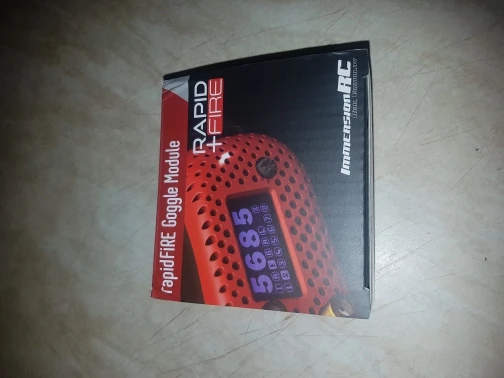 rapidFIRE Goggle Module
RAPID
+FIRE
ImmersionRC
5685